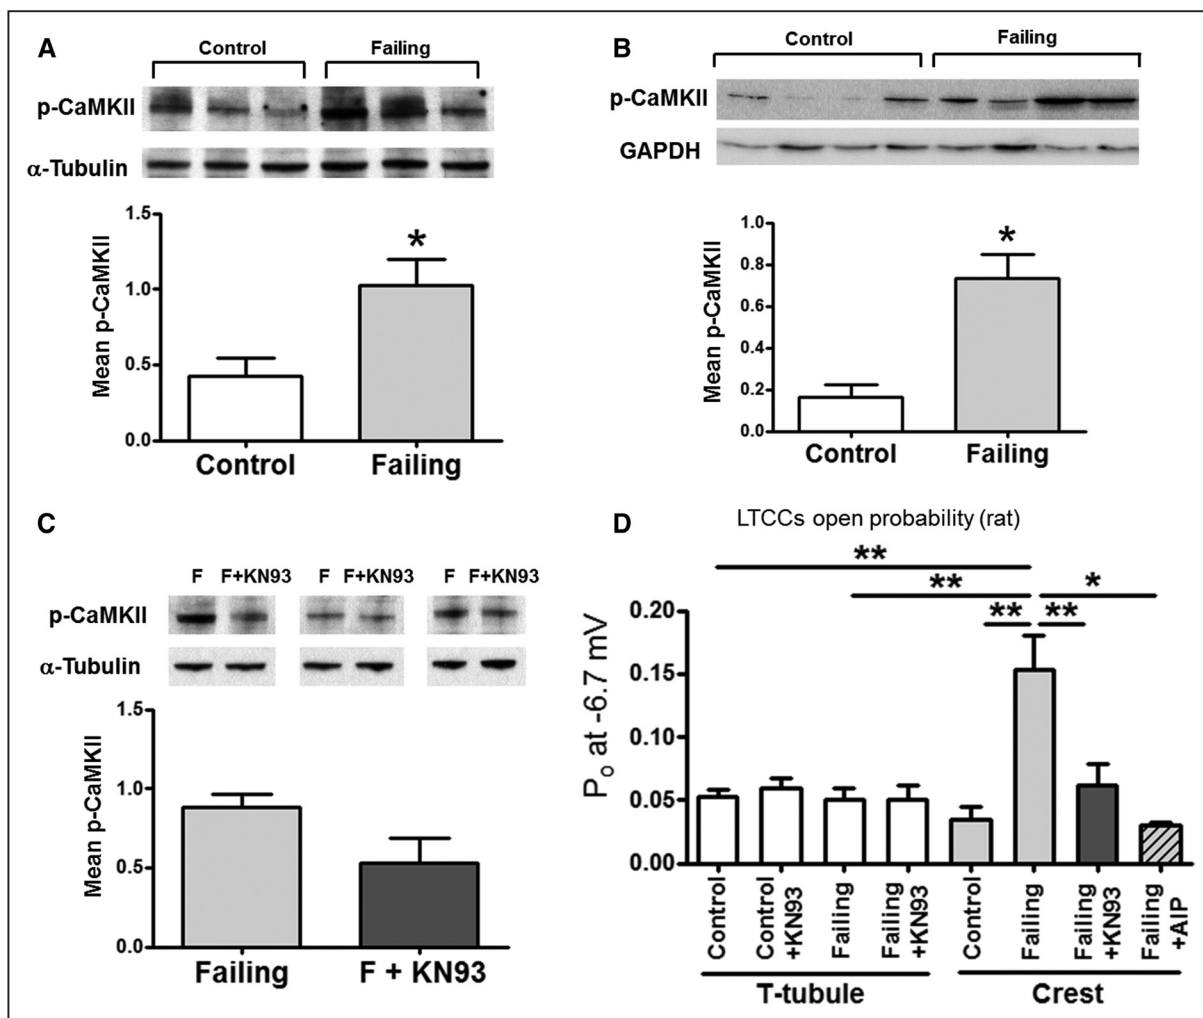 A
Control
Failing
p-CaMKII
α-Tubulin
Mean p-CaMKII
1.5
1.0
0.5
0.0
*
Control
Failing
B
Control
Failing
p-CaMKII
GAPDH
Mean p-CaMKII
1.0
0.8
0.6
0.4
0.2
0.0
*
Control
Failing
C
F F+KN93 F F+KN93 F F+KN93
p-CaMKII
α-Tubulin
Mean p-CaMKII
1.5
1.0
0.5
0.0
Failing
F + KN93
D
LTCCs open probability (rat)
**
** *
** **
Po at -6.7 mV
0.20
0.15
0.10
0.05
0.00
Control
Control
+KN93
Failing
Failing
+KN93
Control
Failing
Failing
+KN93
Failing
+AIP
T-tubule
Crest